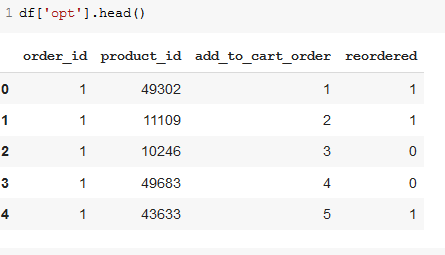 1 df['opt'].head()
order_id product_id add_to_cart_order reordered
0 1 49302 1 1
1 1 11109 2 1
2 1 10246 3 0
3 1 49683 4 0
4 1 43633 5 1